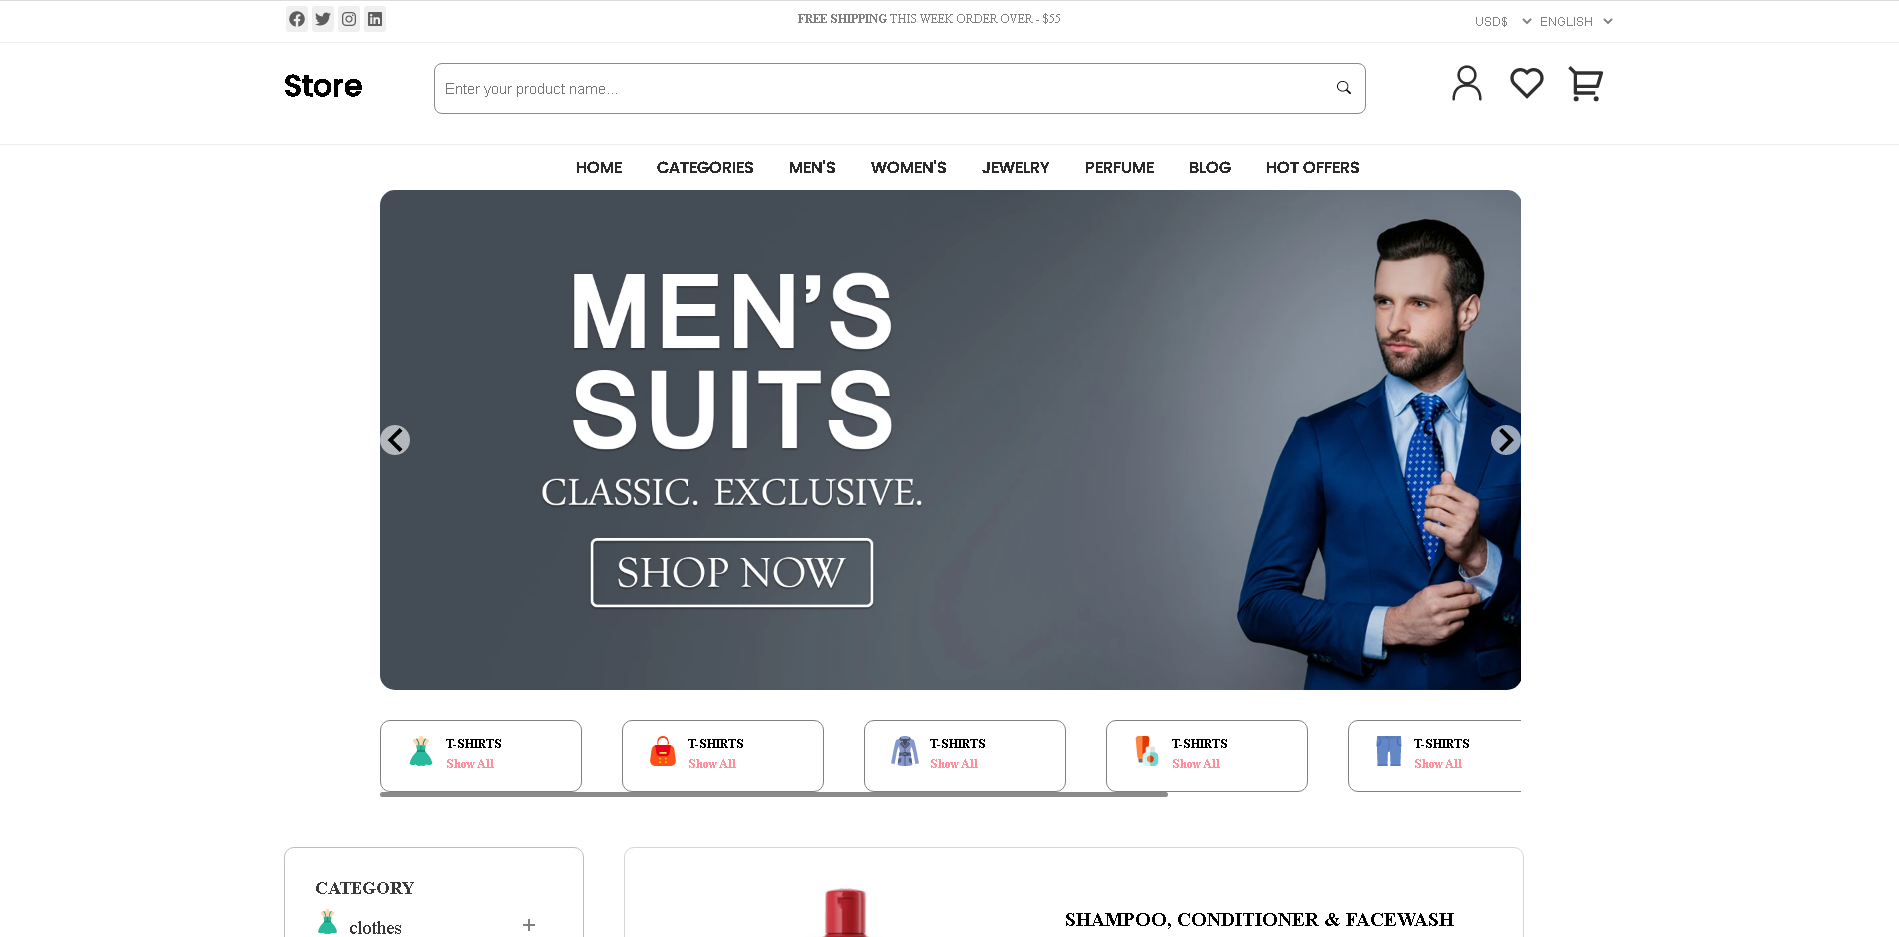 FREE SHIPPING THIS WEEK ORDER OVER - $55
USD$ ENGLISH
Store
Enter your product name...
HOME CATEGORIES MEN'S WOMEN'S JEWELRY PERFUME BLOG HOT OFFERS
MEN'S
SUITS
CLASSIC. EXCLUSIVE.
SHOP NOW
T-SHIRTS
Show All
T-SHIRTS
Show All
T-SHIRTS
Show All
T-SHIRTS
Show All
T-SHIRTS
Show All
CATEGORY
clothes +
SHAMPOO, CONDITIONER & FACEWASH